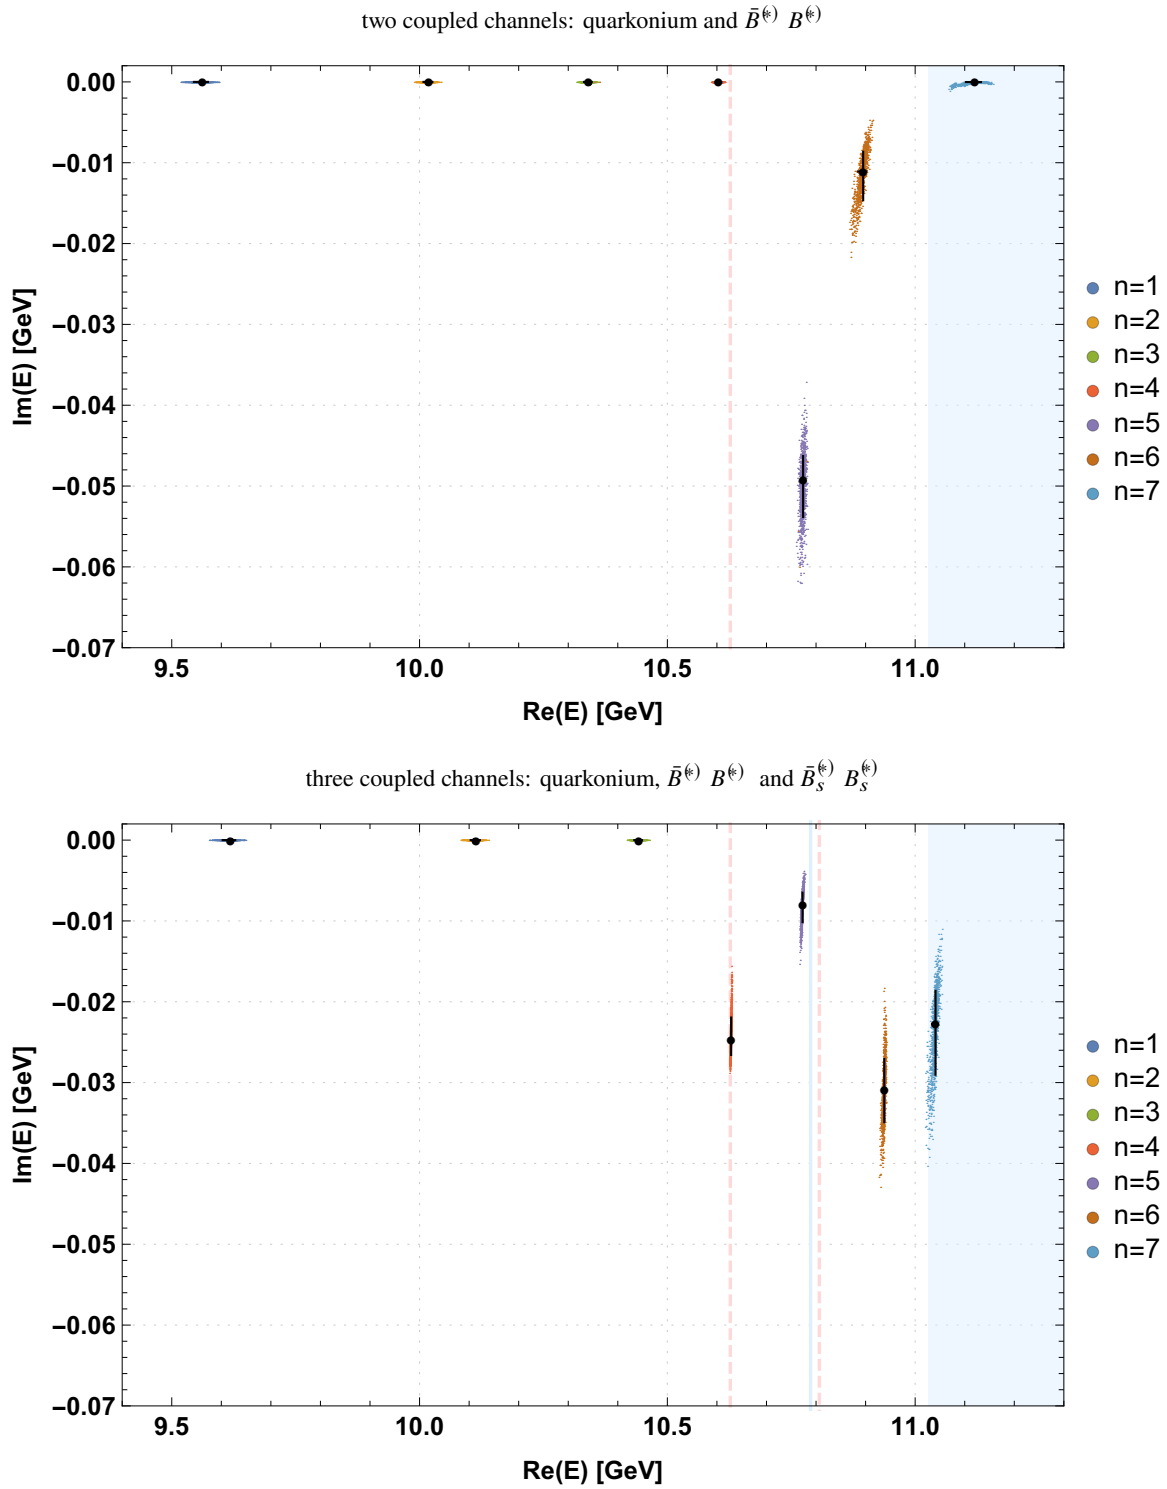 two coupled channels: quarkonium and B̄^(*) B^(*)
0.00
−0.01
−0.02
−0.03
−0.04
−0.05
−0.06
−0.07
Im(E) [GeV]
9.5
10.0
10.5
11.0
Re(E) [GeV]
n=1
n=2
n=3
n=4
n=5
n=6
n=7
three coupled channels: quarkonium, B̄^(*) B^(*) and B̄_s^(*) B_s^(*)
0.00
−0.01
−0.02
−0.03
−0.04
−0.05
−0.06
−0.07
Im(E) [GeV]
9.5
10.0
10.5
11.0
Re(E) [GeV]
n=1
n=2
n=3
n=4
n=5
n=6
n=7